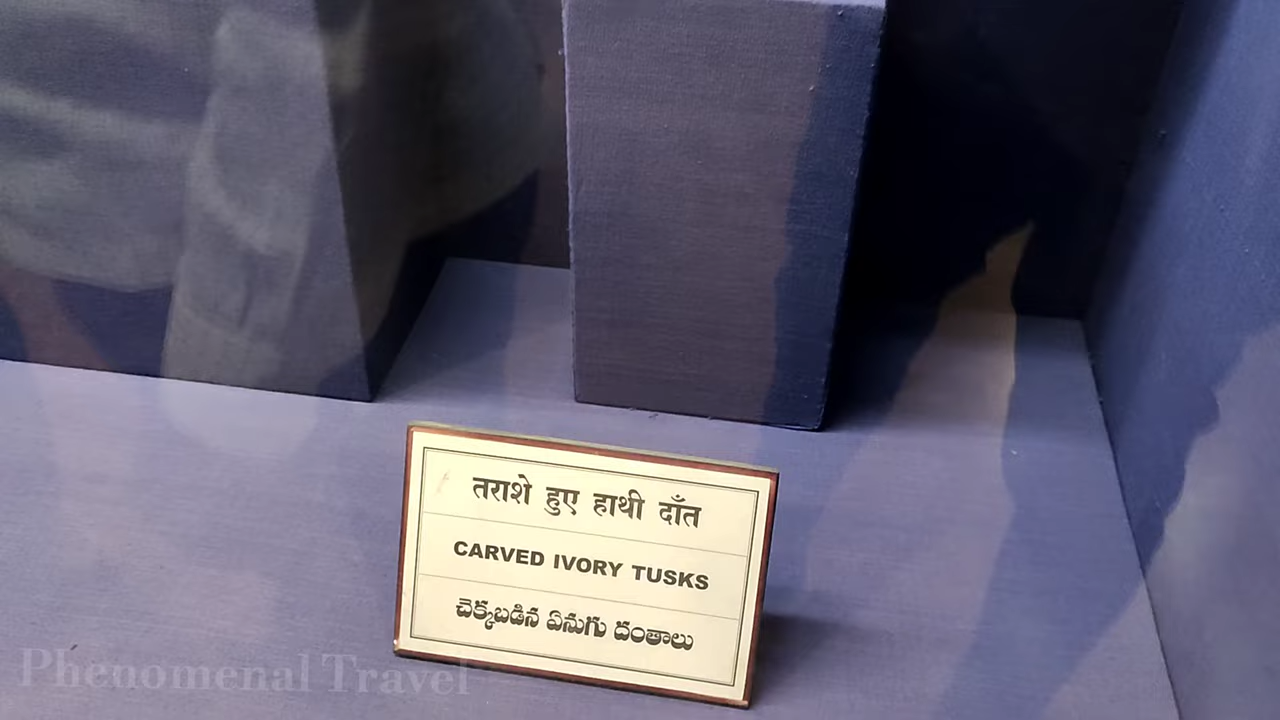 तराशे हुए हाथी दाँत
CARVED IVORY TUSKS
చెక్కబడిన ఏనుగు దంతాలు
Phenomenal Travel